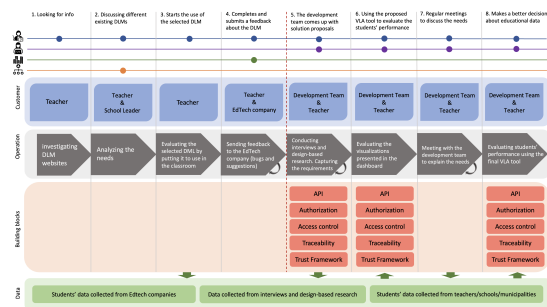 1. Looking for info
2. Discussing different
existing DLMs
3. Starts the use of
the selected DLM
4. Completes and
submits a feedback
about the DLM
5. The development
team comes up with
solution proposals
6. Using the proposed
VLA tool to evaluate the
students' performance
7. Regular meetings
to discuss the needs
8. Makes a better decision
about educational data
Customer
Teacher
Teacher
&
School Leader
Teacher
Teacher
&
EdTech company
Development Team
&
Teacher
Development Team
&
Teacher
Development Team
&
Teacher
Development Team
&
Teacher
Operation
Investigating
DLM
websites
Analyzing the
needs
Evaluating the
selected DML by
putting it to use in
the classroom
Sending feedback
to the EdTech
company (bugs and
suggestions)
Conducting
interviews and
design-based
research. Capturing
the requirements
Evaluating the
visualisations
presented in the
dashboard
Meeting with the
development team
to explain the needs
Evaluating students'
performance using the
final VLA tool
Building blocks
API
Authorization
Access control
Traceability
Trust Framework
API
Authorization
Access control
Traceability
Trust Framework
API
Authorization
Access control
Traceability
Trust Framework
Data
Students' data collected from Edtech companies
Data collected from interviews and design-based research
Students' data collected from teachers/schools/municipalities